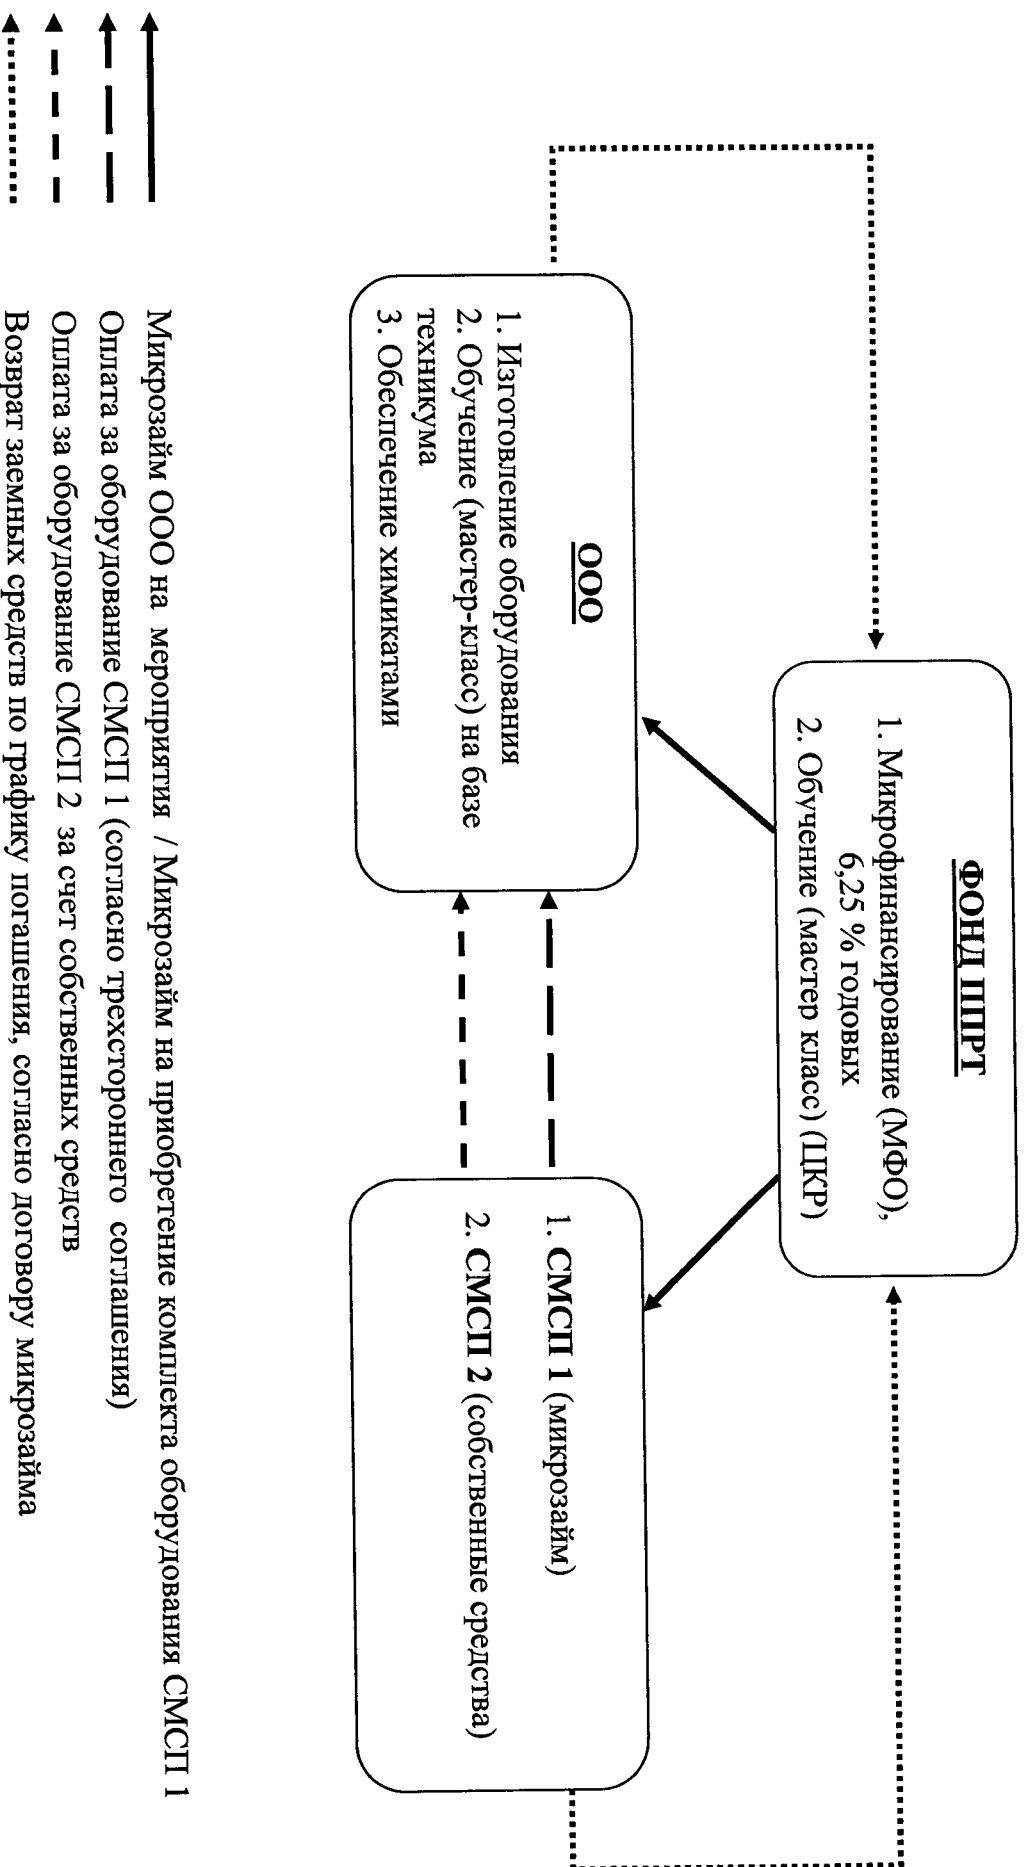 ФОНД ППРТ
1. Микрофинансирование (МФО),
6,25 % годовых
2. Обучение (мастер класс) (ЦКР)
ООО
1. Изготовление оборудования
2. Обучение (мастер-класс) на базе
техникума
3. Обеспечение химикатами
1. СМСП 1 (микрозайм)
2. СМСП 2 (собственные средства)
Микрозайм ООО на мероприятия / Микрозайм на приобретение комплекта оборудования СМСП 1
Оплата за оборудование СМСП 1 (согласно трехстороннего соглашения)
Оплата за оборудование СМСП 2 за счет собственных средств
Возврат заемных средств по графику погашения, согласно договору микрозайма